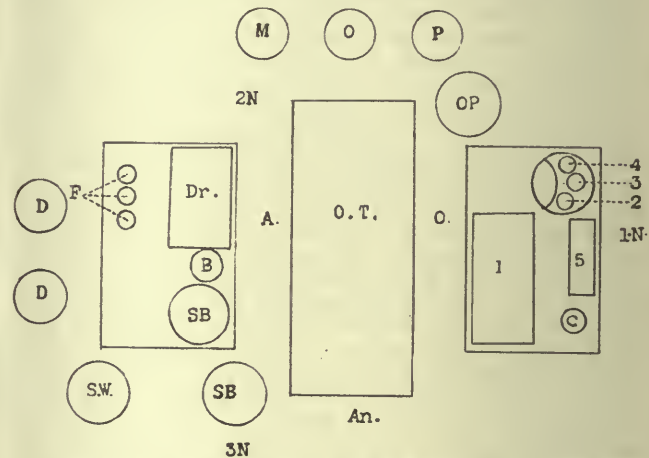 M O P
2N OP
4
F 3
D Dr. A. O.T. O. 2
1·N·
B 1 5
D SB C
S.W. SB
An.
3N